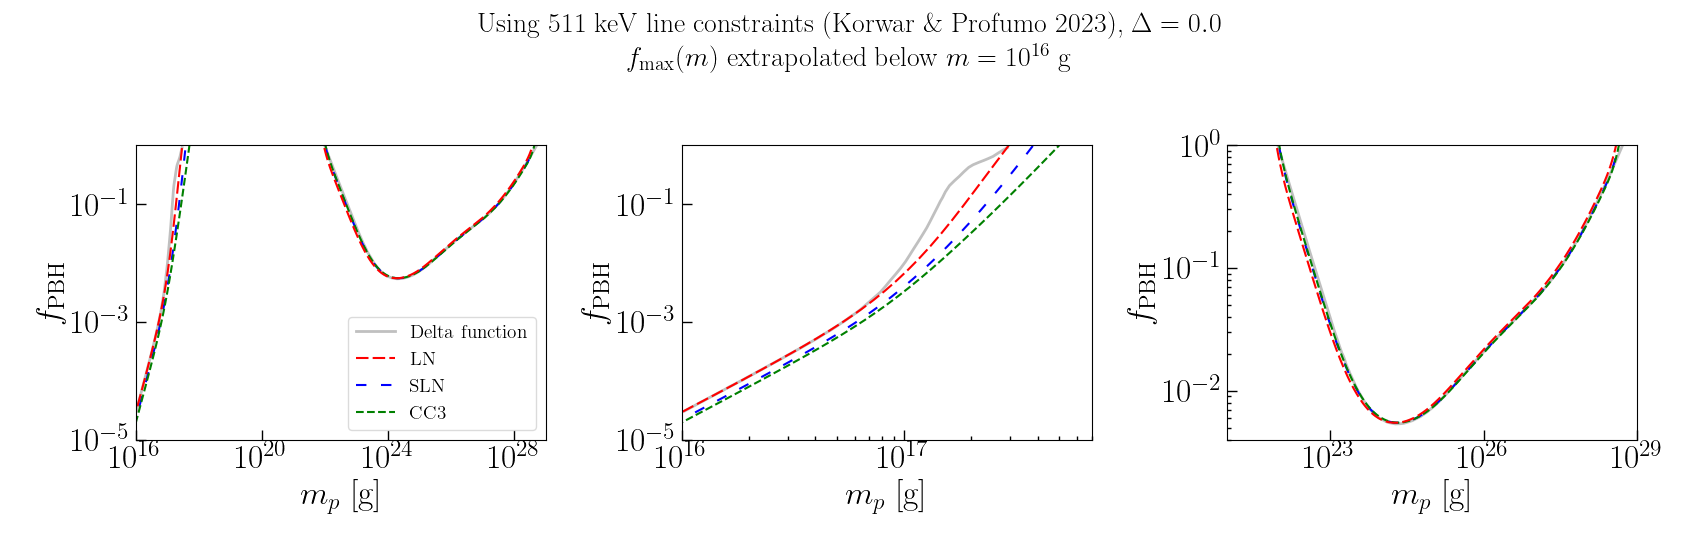 Using 511 keV line constraints (Korwar & Profumo 2023), Δ = 0.0
f_max(m) extrapolated below m = 10^16 g
f_PBH
10^−1
10^−3
10^−5
10^16
10^20
10^24
10^28
m_p [g]
Delta function
LN
SLN
CC3
f_PBH
10^−1
10^−3
10^−5
10^16
10^17
m_p [g]
f_PBH
10^0
10^−1
10^−2
10^23
10^26
10^29
m_p [g]